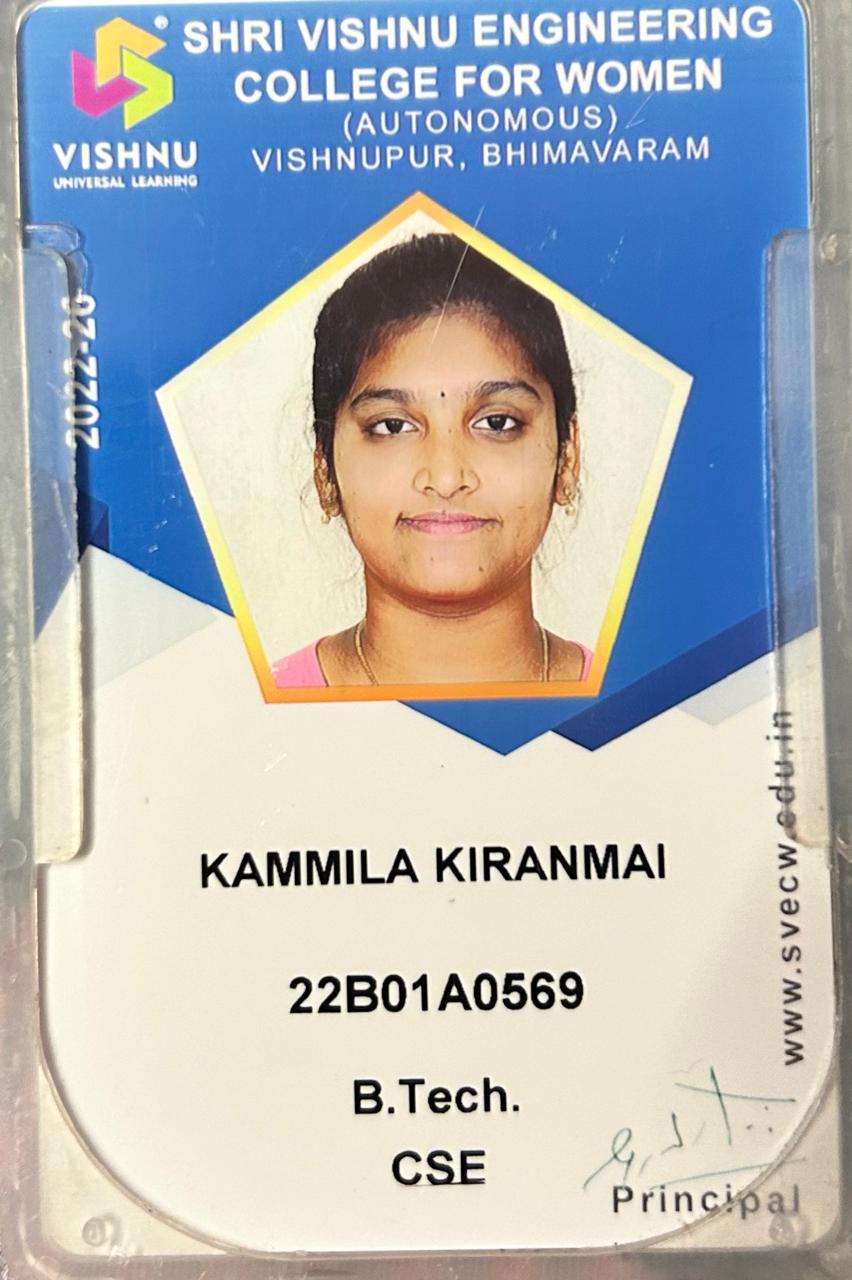 SHRI VISHNU ENGINEERING
COLLEGE FOR WOMEN
(AUTONOMOUS)
VISHNUPUR, BHIMAVARAM
VISHNU
UNIVERSAL LEARNING
®
2022-26
KAMMILA KIRANMAI
22B01A0569
B.Tech.
CSE
www.svecw.edu.in
Principal